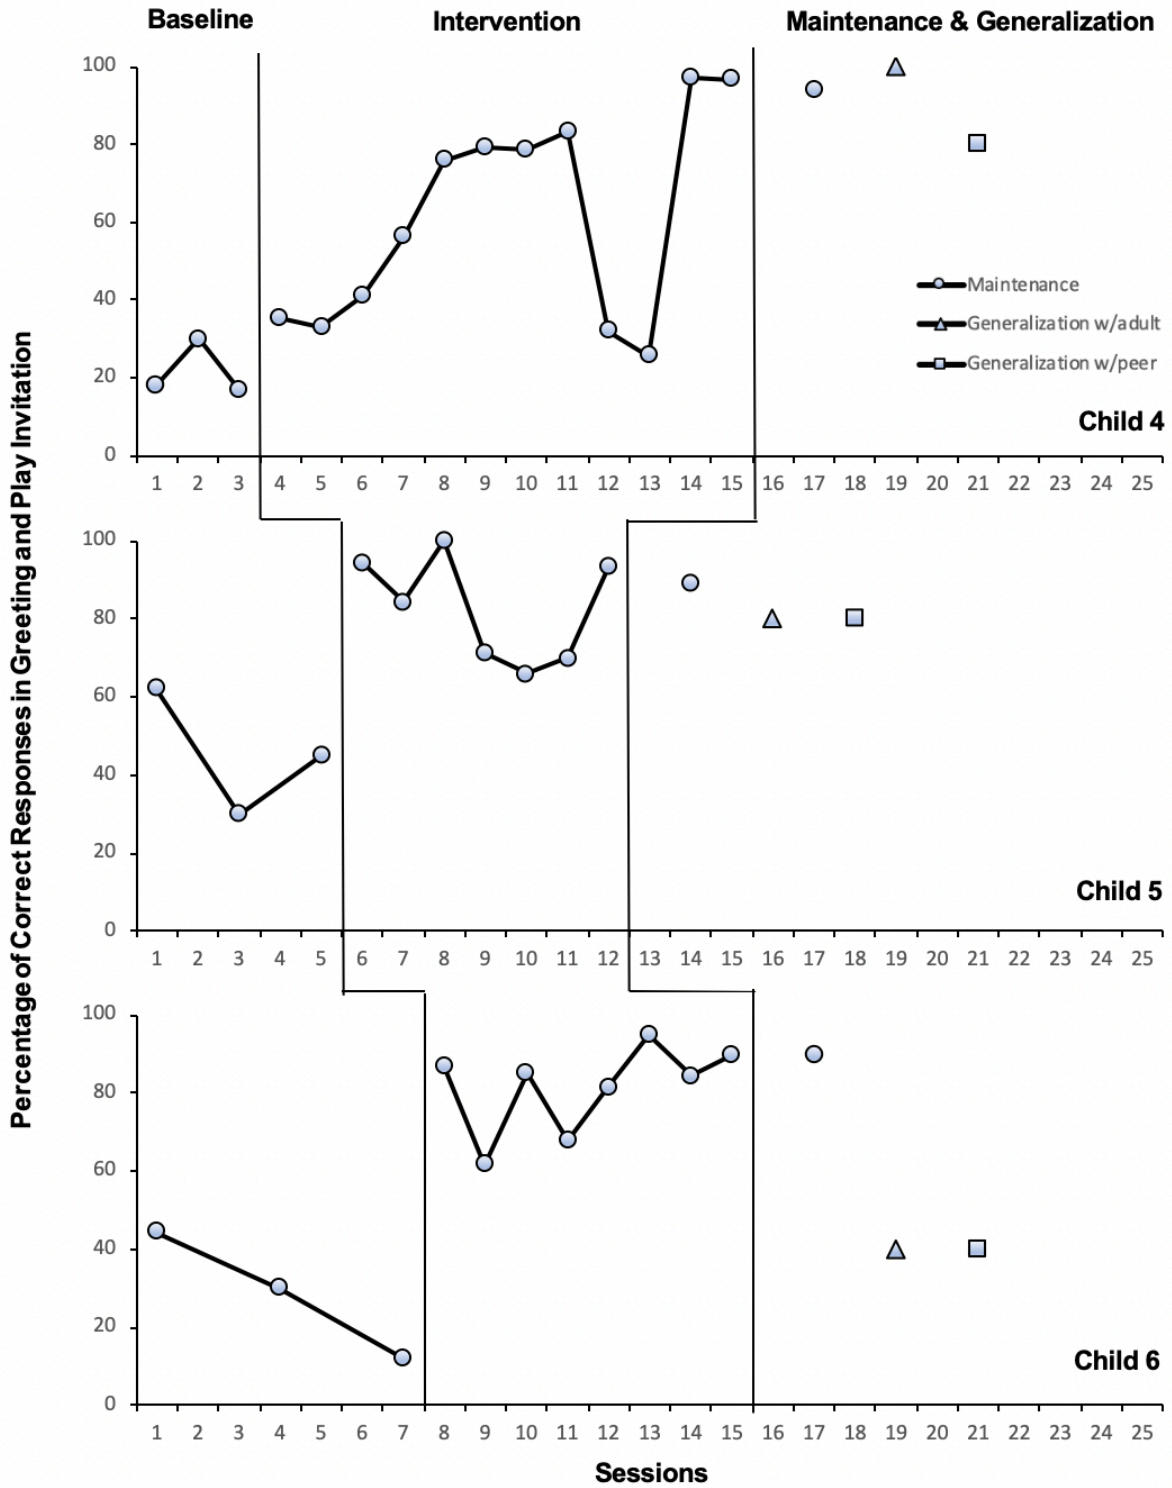 Baseline Intervention Maintenance & Generalization
Percentage of Correct Responses in Greeting and Play Invitation
100
80
60
40
20
0
Maintenance
Generalization w/adult
Generalization w/peer
Child 4
1 2 3 4 5 6 7 8 9 10 11 12 13 14 15 16 17 18 19 20 21 22 23 24 25
100
80
60
40
20
0
Child 5
1 2 3 4 5 6 7 8 9 10 11 12 13 14 15 16 17 18 19 20 21 22 23 24 25
100
80
60
40
20
0
Child 6
1 2 3 4 5 6 7 8 9 10 11 12 13 14 15 16 17 18 19 20 21 22 23 24 25
Sessions